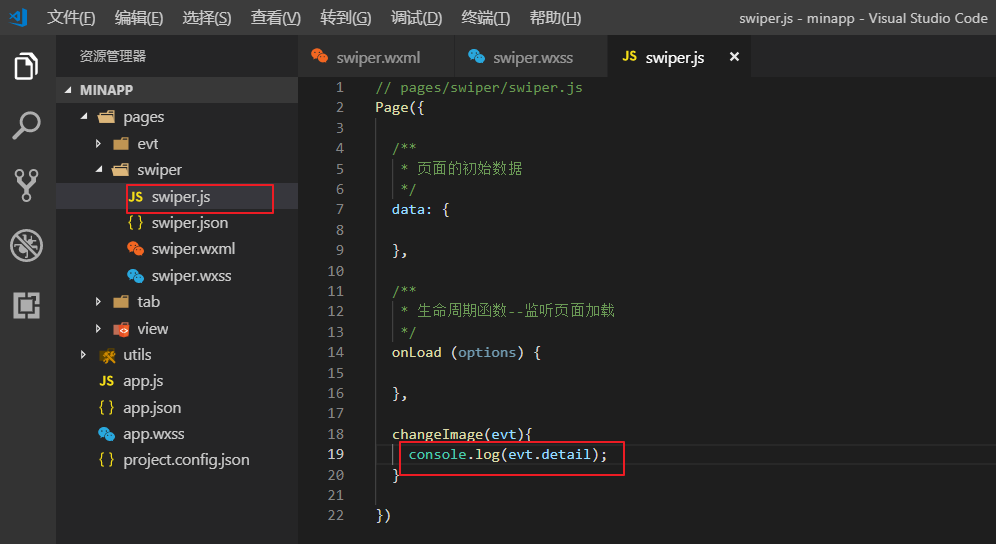 文件(F) 编辑(E) 选择(S) 查看(V) 转到(G) 调试(D) 终端(T) 帮助(H) swiper.js - minapp - Visual Studio Code
资源管理器
MINAPP
pages
evt
swiper
JS swiper.js
{ } swiper.json
swiper.wxml
swiper.wxss
tab
view
utils
JS app.js
{ } app.json
app.wxss
{ } project.config.json
swiper.wxml swiper.wxss JS swiper.js ×
1 // pages/swiper/swiper.js
2 Page({
3
4 /**
5 * 页面的初始数据
6 */
7 data: {
8
9 },
10
11 /**
12 * 生命周期函数--监听页面加载
13 */
14 onLoad (options) {
15
16 },
17
18 changeImage(evt){
19 console.log(evt.detail);
20 }
21
22 })